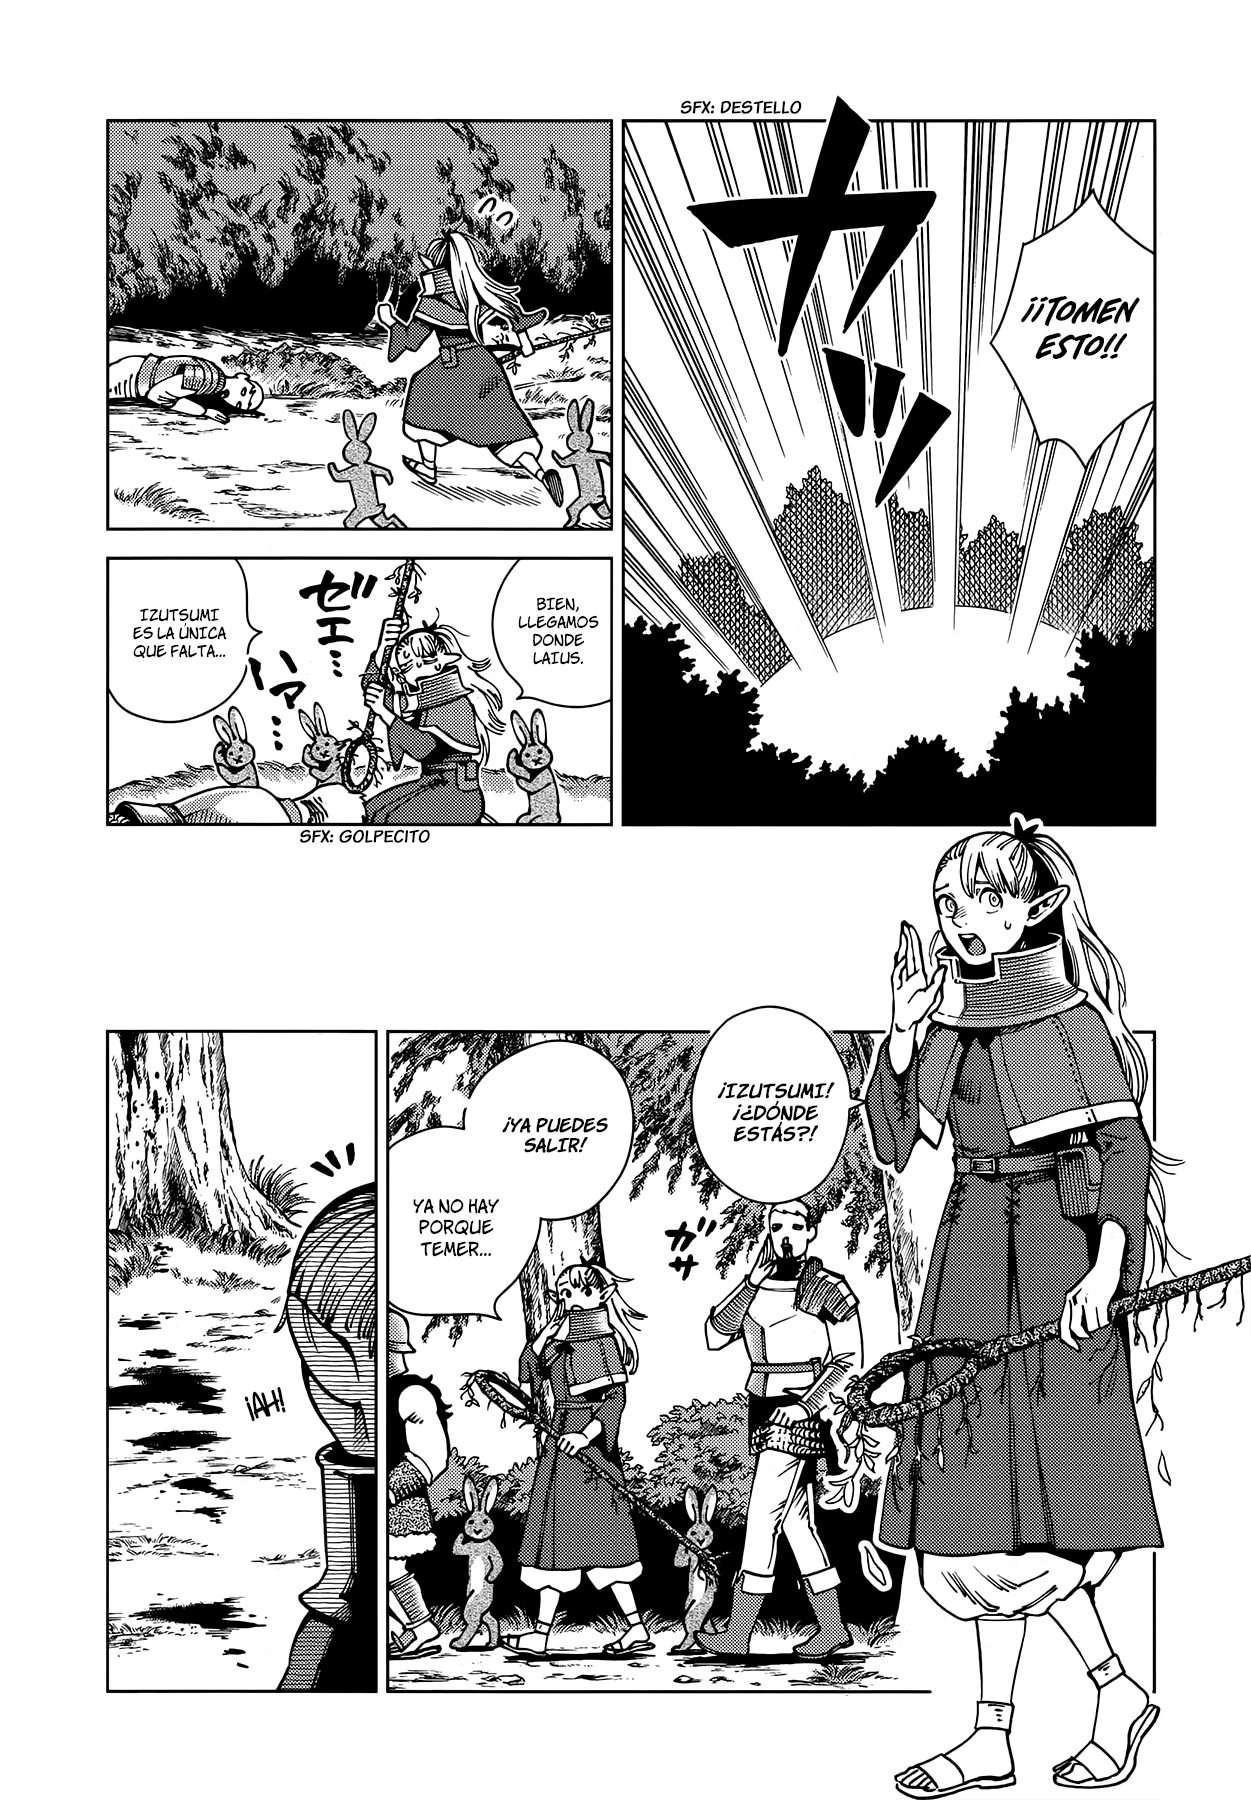 SFX: DESTELLO
カッ
¡¡TOMEN
ESTO!!
BIEN,
LLEGAMOS
DONDE
LAIUS.
ゼエ…
ハァ…
IZUTSUMI
ES LA ÚNICA
QUE FALTA...
SFX: GOLPECITO
¡IZUTSUMI!
¡¿DÓNDE
ESTÁS?!
¡YA PUEDES
SALIR!
YA NO HAY
PORQUE
TEMER...
ガサ
¡AH!